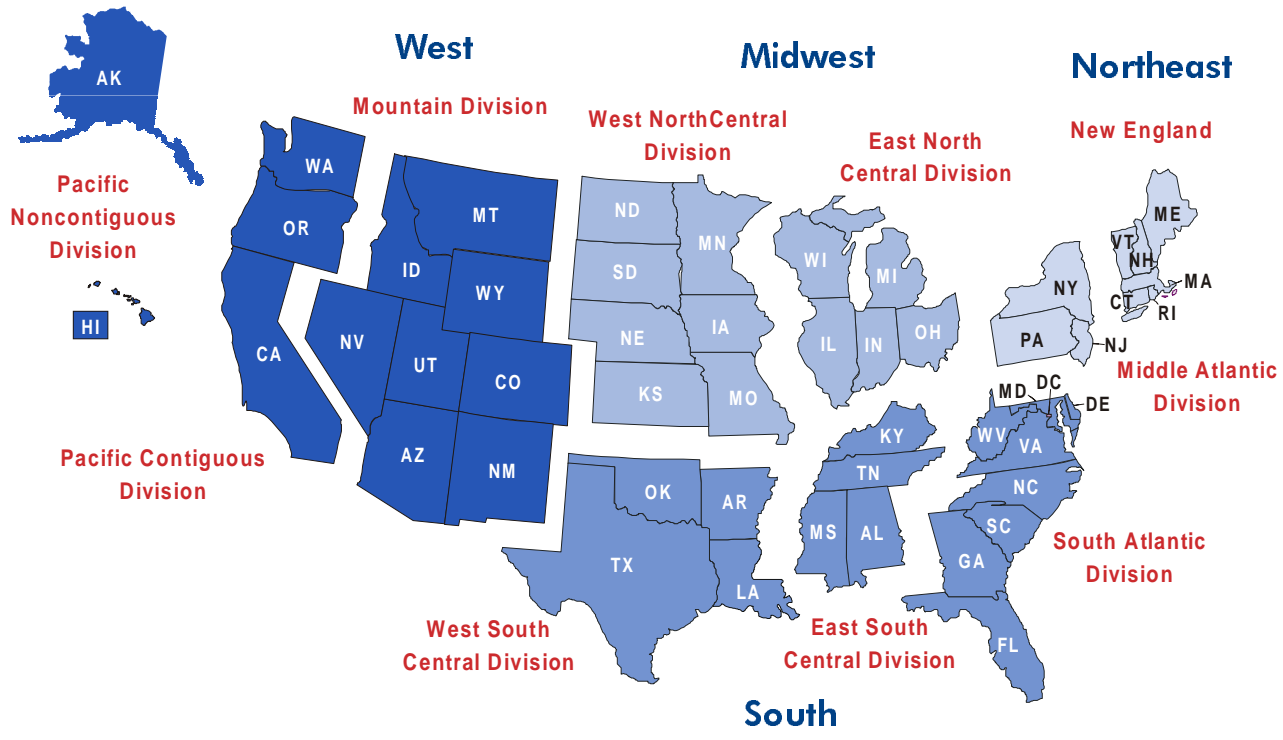 West
Midwest
Northeast
Mountain Division
West NorthCentral
Division
East North
Central Division
New England
Pacific
Noncontiguous
Division
Pacific Contiguous
Division
Middle Atlantic
Division
South Atlantic
Division
West South
Central Division
East South
Central Division
South
AK
HI
WA
OR
CA
MT
ID
WY
NV
UT
CO
AZ
NM
ND
SD
NE
KS
MN
IA
MO
WI
MI
IL
IN
OH
ME
VT
NH
MA
CT
RI
NY
PA
NJ
MD
DC
DE
WV
VA
NC
SC
GA
FL
KY
TN
MS
AL
OK
AR
TX
LA